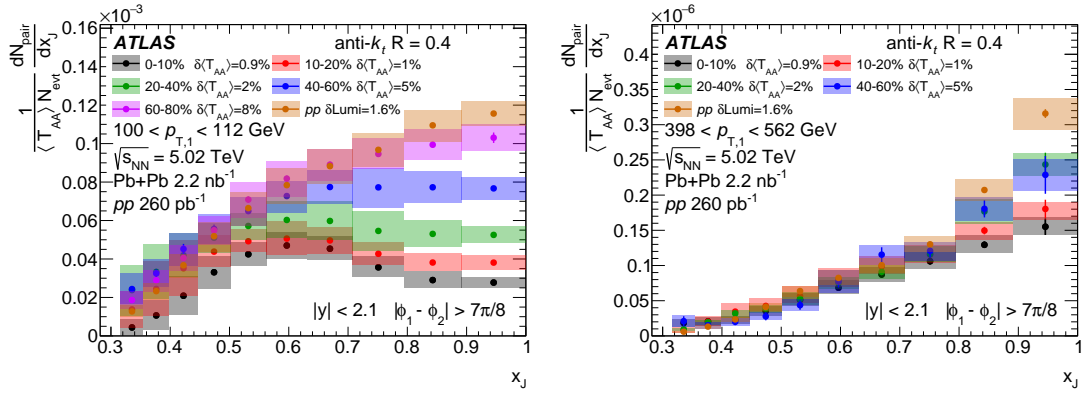 ×10⁻³
1/⟨T_AA⟩ N_evt dN_pair/dx_J
0.16
0.14
0.12
0.1
0.08
0.06
0.04
0.02
0
ATLAS anti-k_t R = 0.4
0-10% δ⟨T_AA⟩=0.9% 10-20% δ⟨T_AA⟩=1%
20-40% δ⟨T_AA⟩=2% 40-60% δ⟨T_AA⟩=5%
60-80% δ⟨T_AA⟩=8% pp δLumi=1.6%
100 < p_T,1 < 112 GeV
√s_NN = 5.02 TeV
Pb+Pb 2.2 nb⁻¹
pp 260 pb⁻¹
|y| < 2.1 |ϕ₁ - ϕ₂| > 7π/8
0.3 0.4 0.5 0.6 0.7 0.8 0.9 1
x_J
×10⁻⁶
1/⟨T_AA⟩ N_evt dN_pair/dx_J
0.4
0.35
0.3
0.25
0.2
0.15
0.1
0.05
0
ATLAS anti-k_t R = 0.4
0-10% δ⟨T_AA⟩=0.9% 10-20% δ⟨T_AA⟩=1%
20-40% δ⟨T_AA⟩=2% 40-60% δ⟨T_AA⟩=5%
pp δLumi=1.6%
398 < p_T,1 < 562 GeV
√s_NN = 5.02 TeV
Pb+Pb 2.2 nb⁻¹
pp 260 pb⁻¹
|y| < 2.1 |ϕ₁ - ϕ₂| > 7π/8
0.3 0.4 0.5 0.6 0.7 0.8 0.9 1
x_J